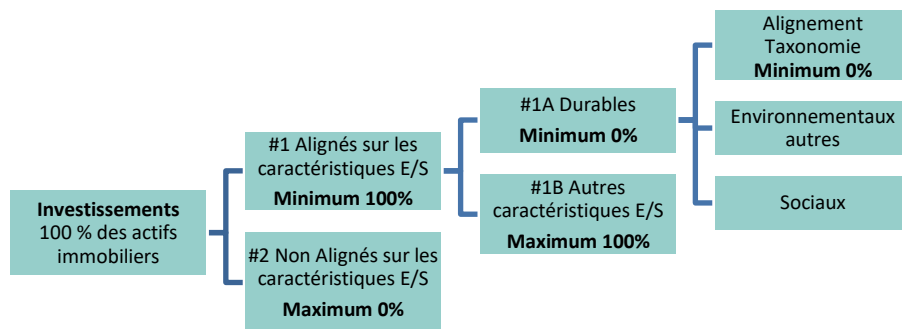 Investissements
100 % des actifs
immobiliers
#1 Alignés sur les
caractéristiques E/S
Minimum 100%
#2 Non Alignés sur les
caractéristiques E/S
Maximum 0%
#1A Durables
Minimum 0%
#1B Autres
caractéristiques E/S
Maximum 100%
Alignement
Taxonomie
Minimum 0%
Environnementaux
autres
Sociaux